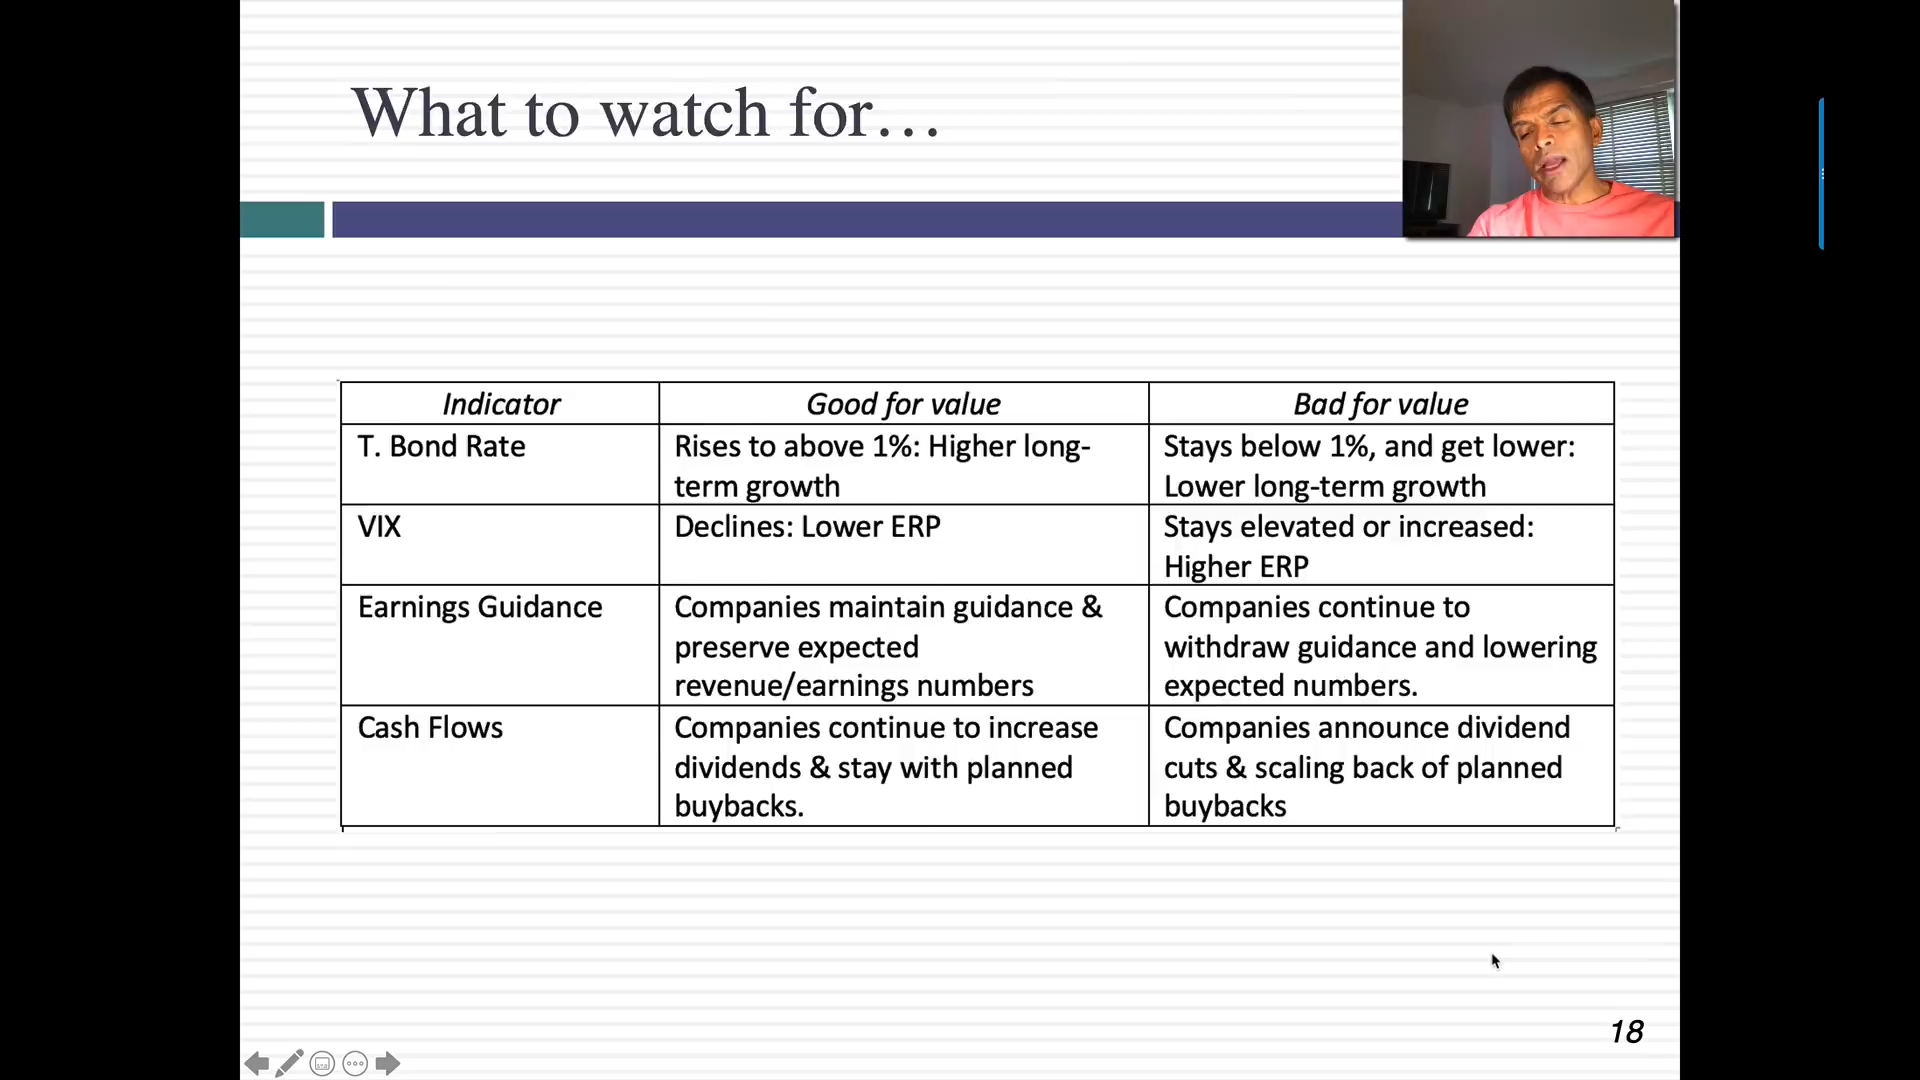 What to watch for…
Indicator
Good for value
Bad for value
T. Bond Rate
Rises to above 1%: Higher long-
term growth
Stays below 1%, and get lower:
Lower long-term growth
VIX
Declines: Lower ERP
Stays elevated or increased:
Higher ERP
Earnings Guidance
Companies maintain guidance &
preserve expected
revenue/earnings numbers
Companies continue to
withdraw guidance and lowering
expected numbers.
Cash Flows
Companies continue to increase
dividends & stay with planned
buybacks.
Companies announce dividend
cuts & scaling back of planned
buybacks
18